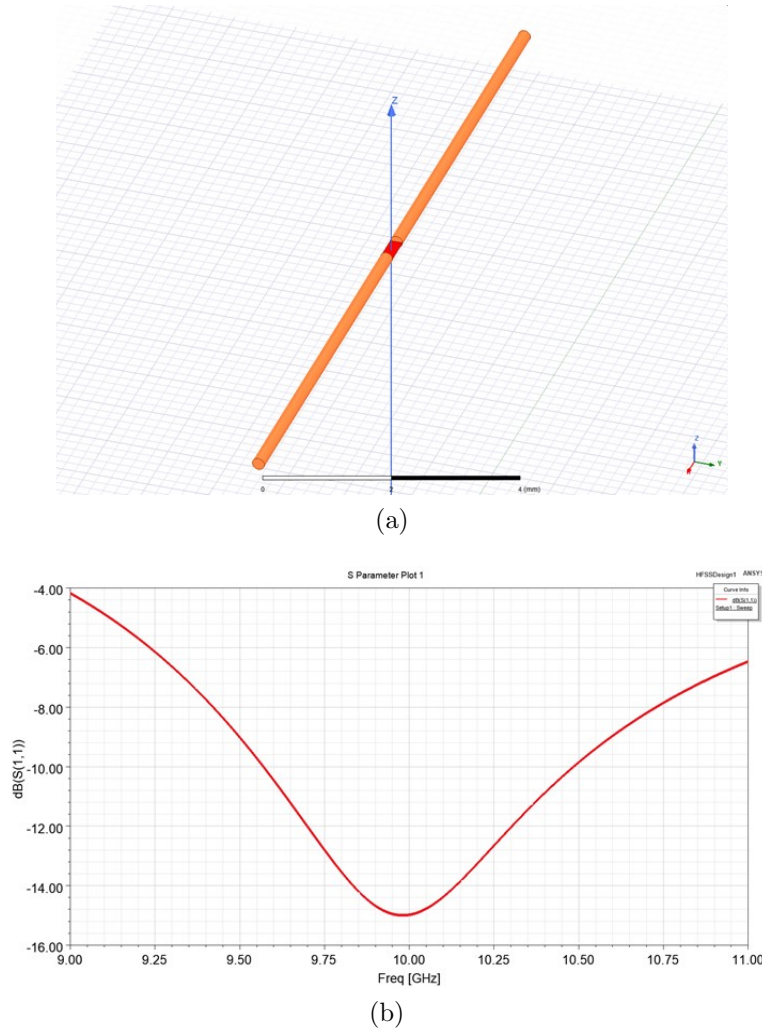 Z
Z
Y
0 2 4 (mm)
(a)
S Parameter Plot 1
HFSSDesign1 ANSYS
Curve Info
dB(S(1,1))
Setup1 : Sweep
-4.00
-6.00
-8.00
-10.00
-12.00
-14.00
-16.00
dB(S(1,1))
9.00 9.25 9.50 9.75 10.00 10.25 10.50 10.75 11.00
Freq [GHz]
(b)